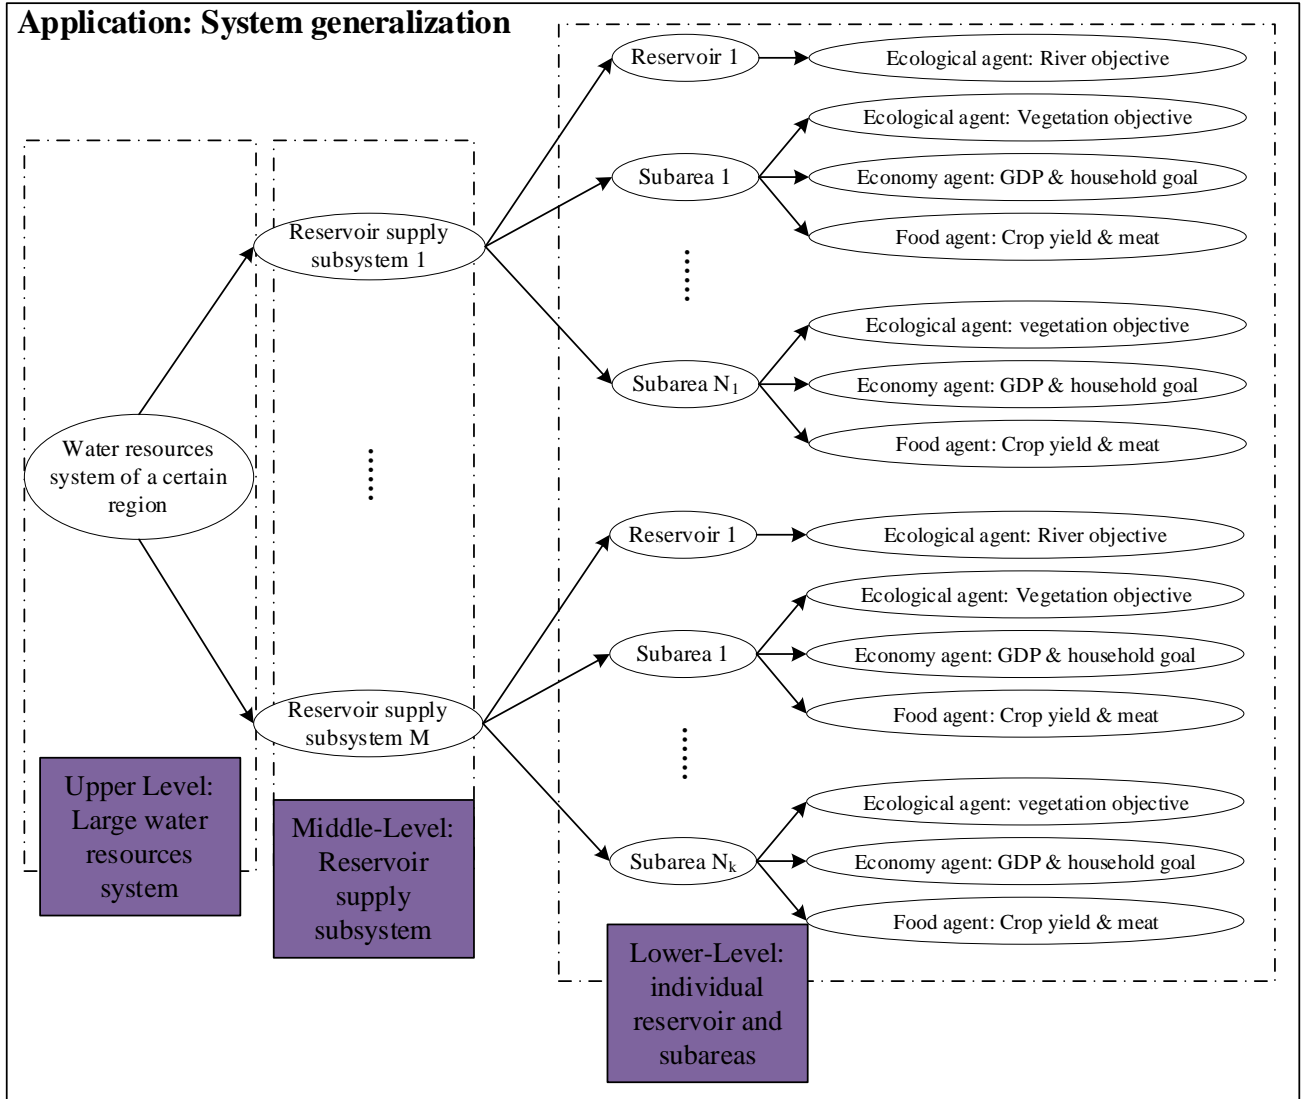 Application: System generalization
Reservoir 1
Ecological agent: River objective
Ecological agent: Vegetation objective
Subarea 1
Economy agent: GDP & household goal
Food agent: Crop yield & meat
Reservoir supply
subsystem 1
Ecological agent: vegetation objective
Subarea N1
Economy agent: GDP & household goal
Food agent: Crop yield & meat
Water resources
system of a certain
region
Reservoir 1
Ecological agent: River objective
Ecological agent: Vegetation objective
Subarea 1
Economy agent: GDP & household goal
Food agent: Crop yield & meat
Reservoir supply
subsystem M
Ecological agent: vegetation objective
Subarea Nk
Economy agent: GDP & household goal
Food agent: Crop yield & meat
Upper Level:
Large water
resources
system
Middle-Level:
Reservoir
supply
subsystem
Lower-Level:
individual
reservoir and
subareas